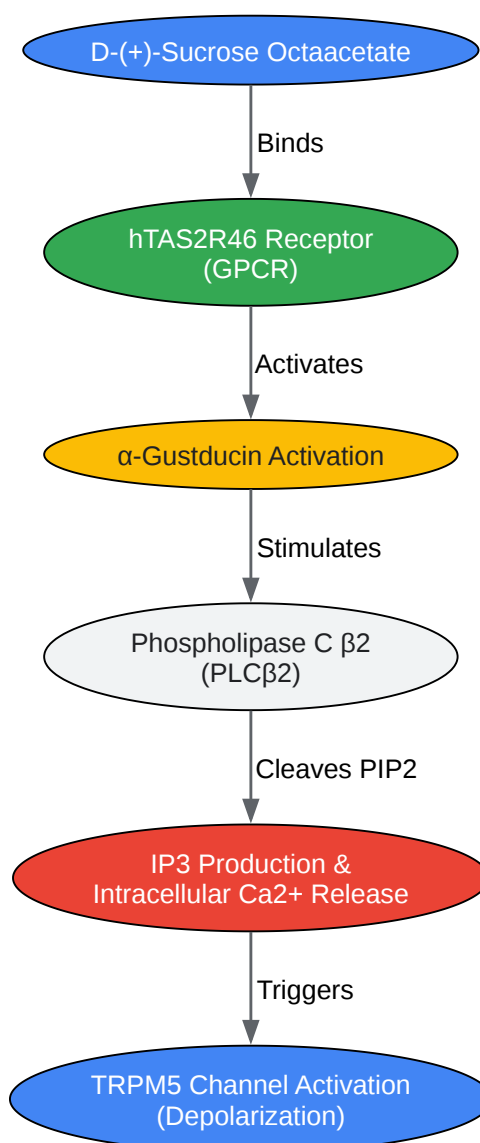 D-(+)-Sucrose Octaacetate
Binds
hTAS2R46 Receptor
(GPCR)
Activates
α-Gustducin Activation
Stimulates
Phospholipase C β2
(PLCβ2)
Cleaves PIP2
IP3 Production &
Intracellular Ca2+ Release
Triggers
TRPM5 Channel Activation
(Depolarization)